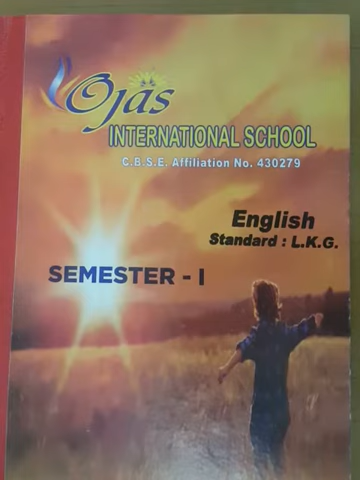 Ojas
INTERNATIONAL SCHOOL
C.B.S.E. Affiliation No. 430279
English
Standard : L.K.G.
SEMESTER - I